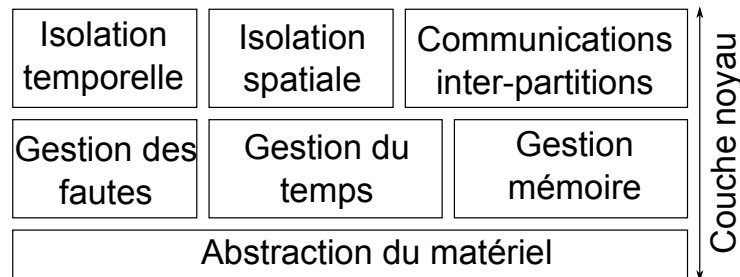 Isolation
temporelle
Isolation
spatiale
Communications
inter-partitions
Gestion des
fautes
Gestion du
temps
Gestion
mémoire
Abstraction du matériel
Couche noyau